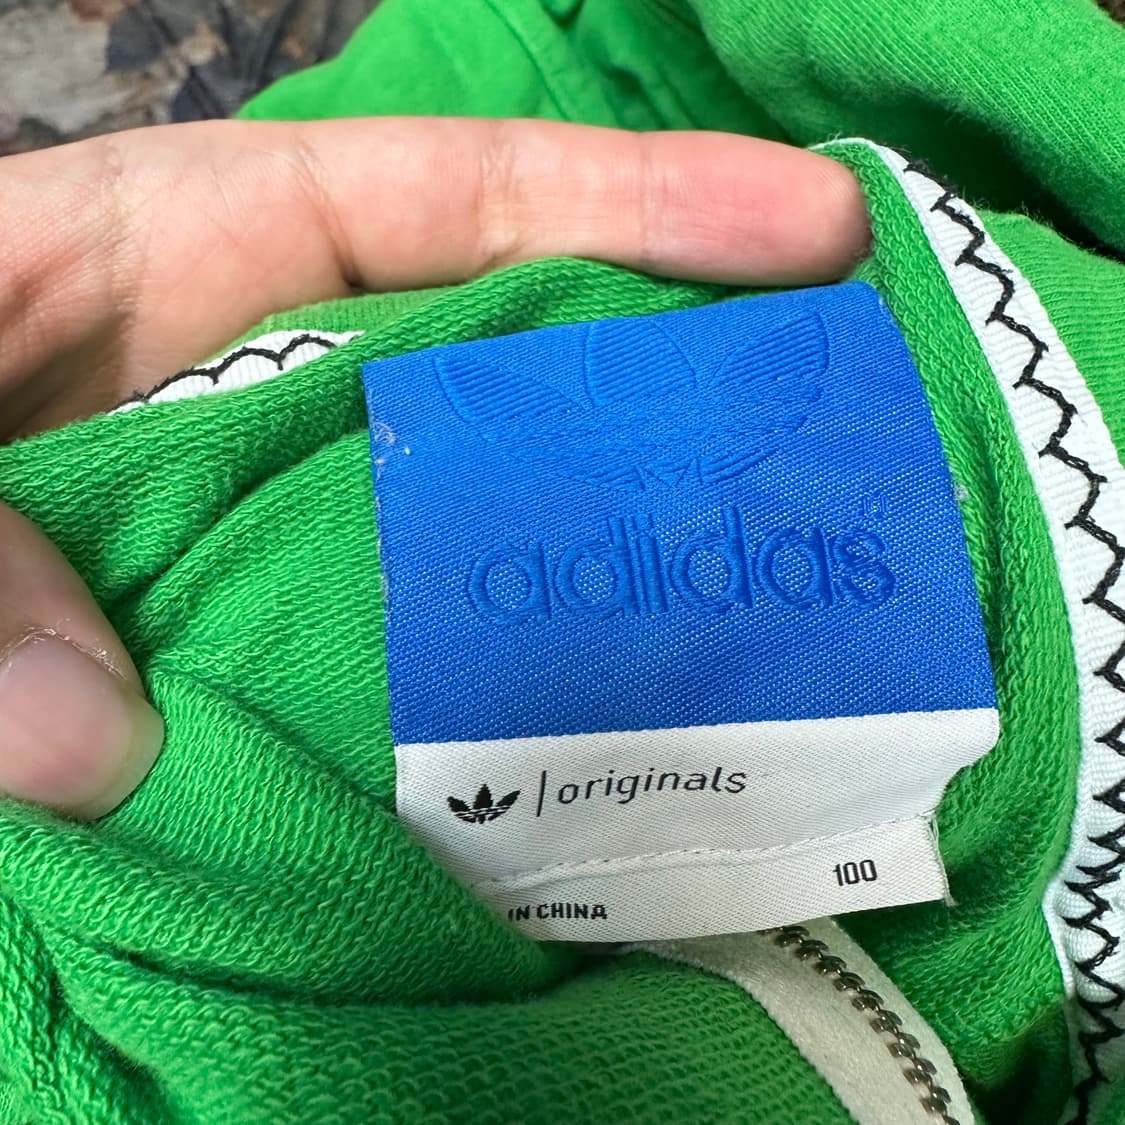 adidas
originals
100
IN CHINA